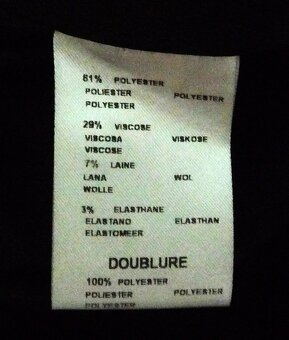 61% POLYESTER
POLIESTER POLYESTER
POLYESTER
29% VISCOSE
VISCOSA VISKOSE
VISCOSE
7% LAINE
LANA WOL
WOLLE
3% ELASTHANE
ELASTANO ELASTHAN
ELASTOMEER
DOUBLURE
100% POLYESTER
POLIESTER POLYESTER
POLYESTER